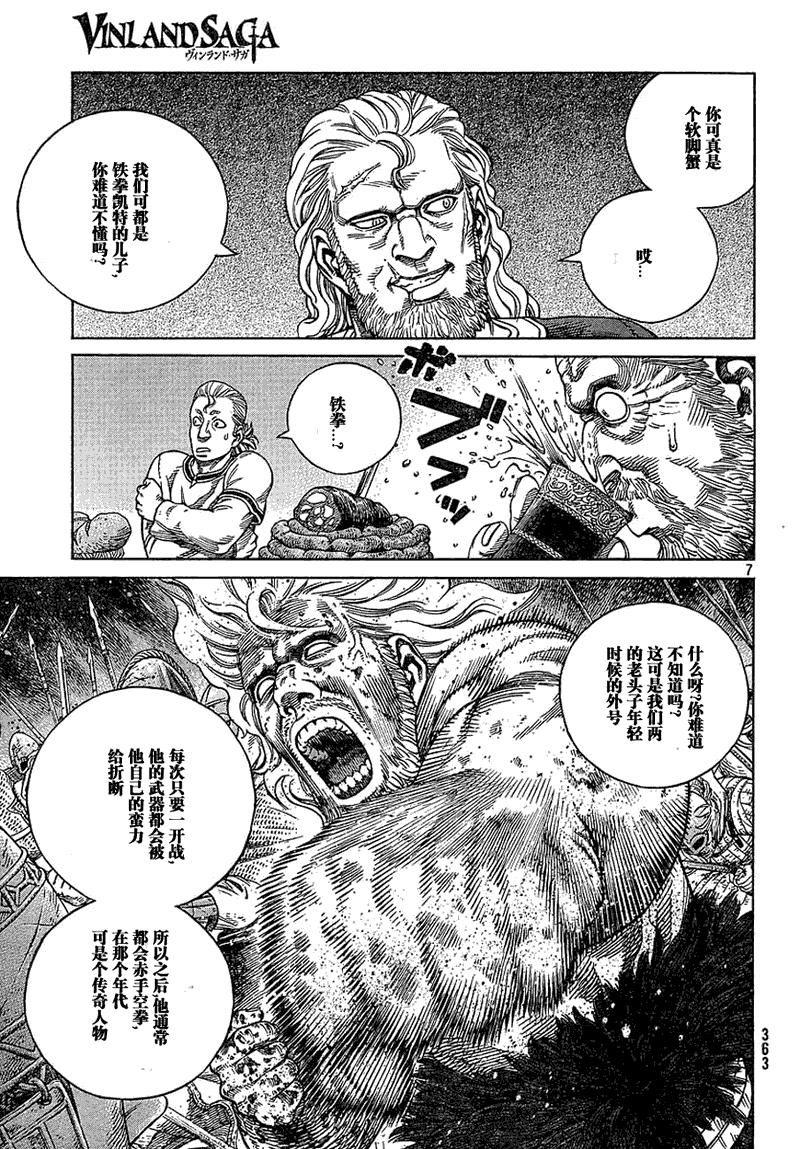 VINLAND SAGA
ヴィンランド・サガ
你可真是
个软脚蟹
哎
…
我们可都是
铁拳凯特的儿子，
你难道不懂吗？
ボ
ブッ
铁拳…？
7
什么呀？你难道
不知道吗？
这可是我们两
的老头子年轻
时候的外号
每次只要一开战，
他的武器都会被
他自己的蛮力
给折断
所以之后他通常
都会赤手空拳，
在那个年代
可是个传奇人物
363